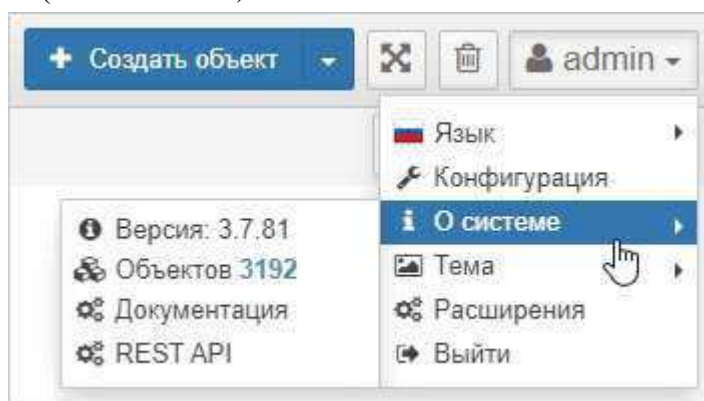 Создать объект
admin
Язык
Конфигурация
О системе
Тема
Расширения
Выйти
Версия: 3.7.81
Объектов 3192
Документация
REST API